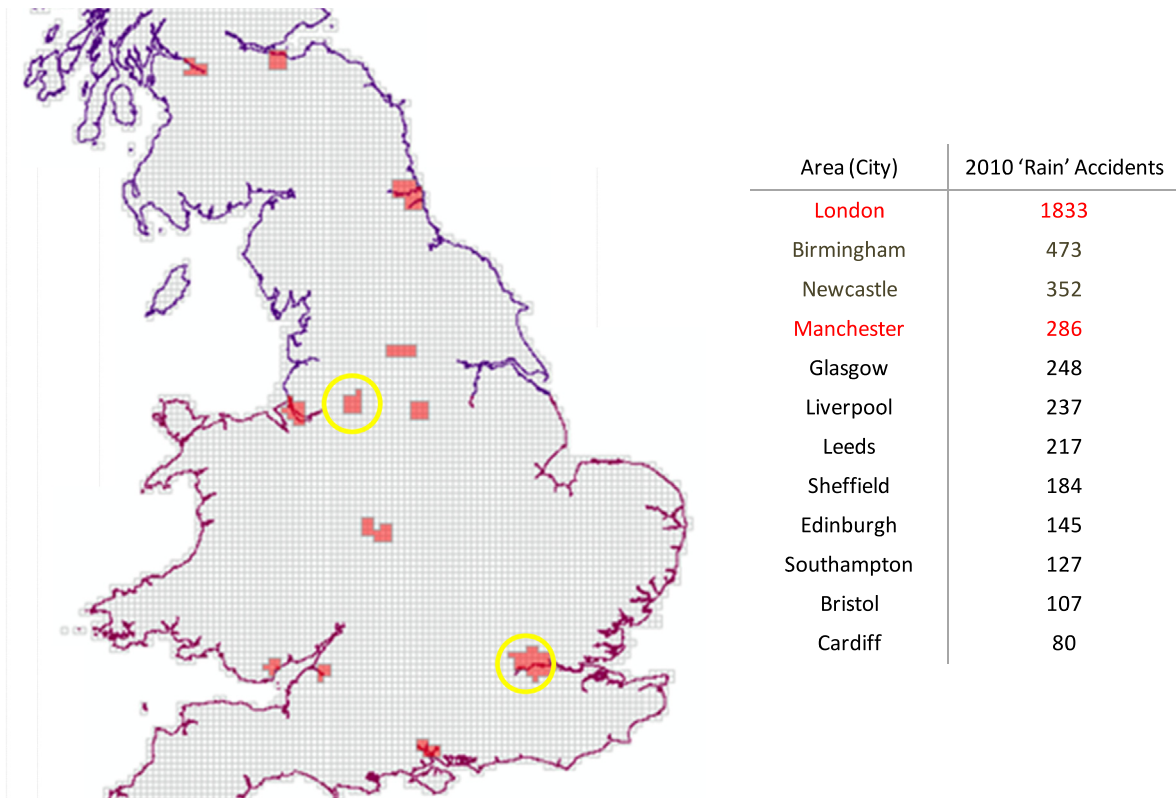 Area (City) 2010 ‘Rain’ Accidents
London 1833
Birmingham 473
Newcastle 352
Manchester 286
Glasgow 248
Liverpool 237
Leeds 217
Sheffield 184
Edinburgh 145
Southampton 127
Bristol 107
Cardiff 80